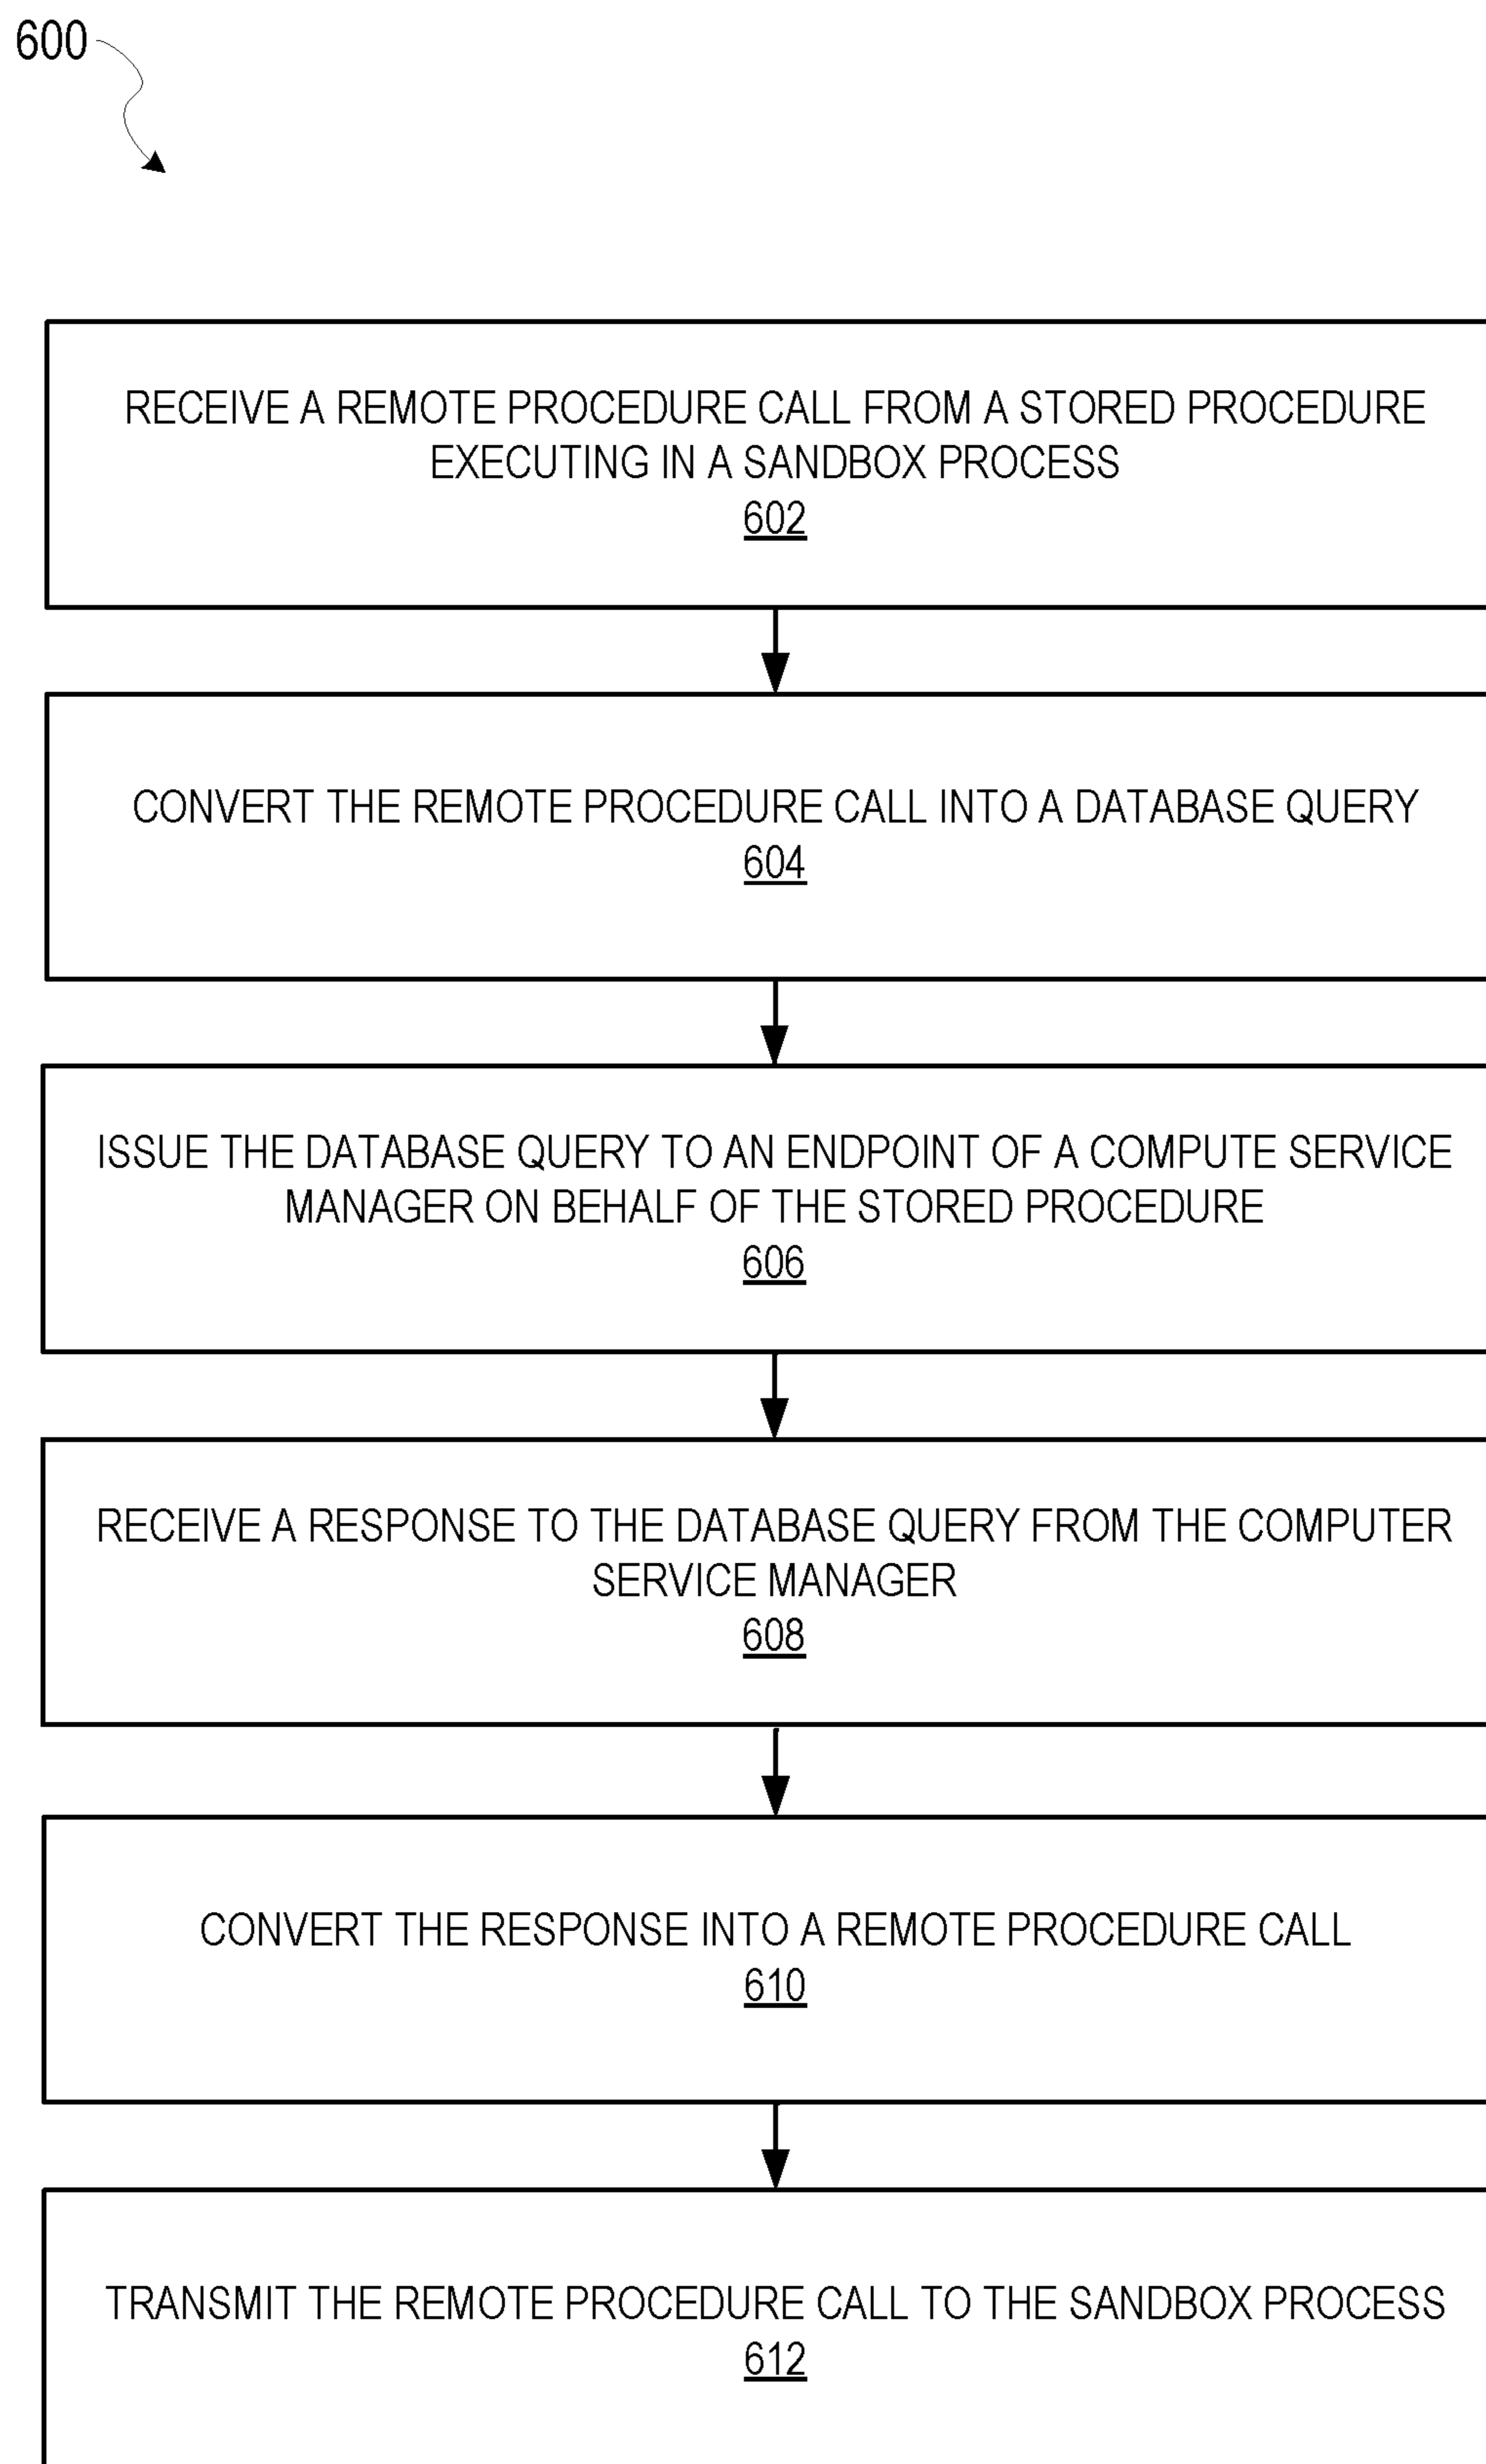 600
RECEIVE A REMOTE PROCEDURE CALL FROM A STORED PROCEDURE
EXECUTING IN A SANDBOX PROCESS
602
CONVERT THE REMOTE PROCEDURE CALL INTO A DATABASE QUERY
604
ISSUE THE DATABASE QUERY TO AN ENDPOINT OF A COMPUTE SERVICE
MANAGER ON BEHALF OF THE STORED PROCEDURE
606
RECEIVE A RESPONSE TO THE DATABASE QUERY FROM THE COMPUTER
SERVICE MANAGER
608
CONVERT THE RESPONSE INTO A REMOTE PROCEDURE CALL
610
TRANSMIT THE REMOTE PROCEDURE CALL TO THE SANDBOX PROCESS
612